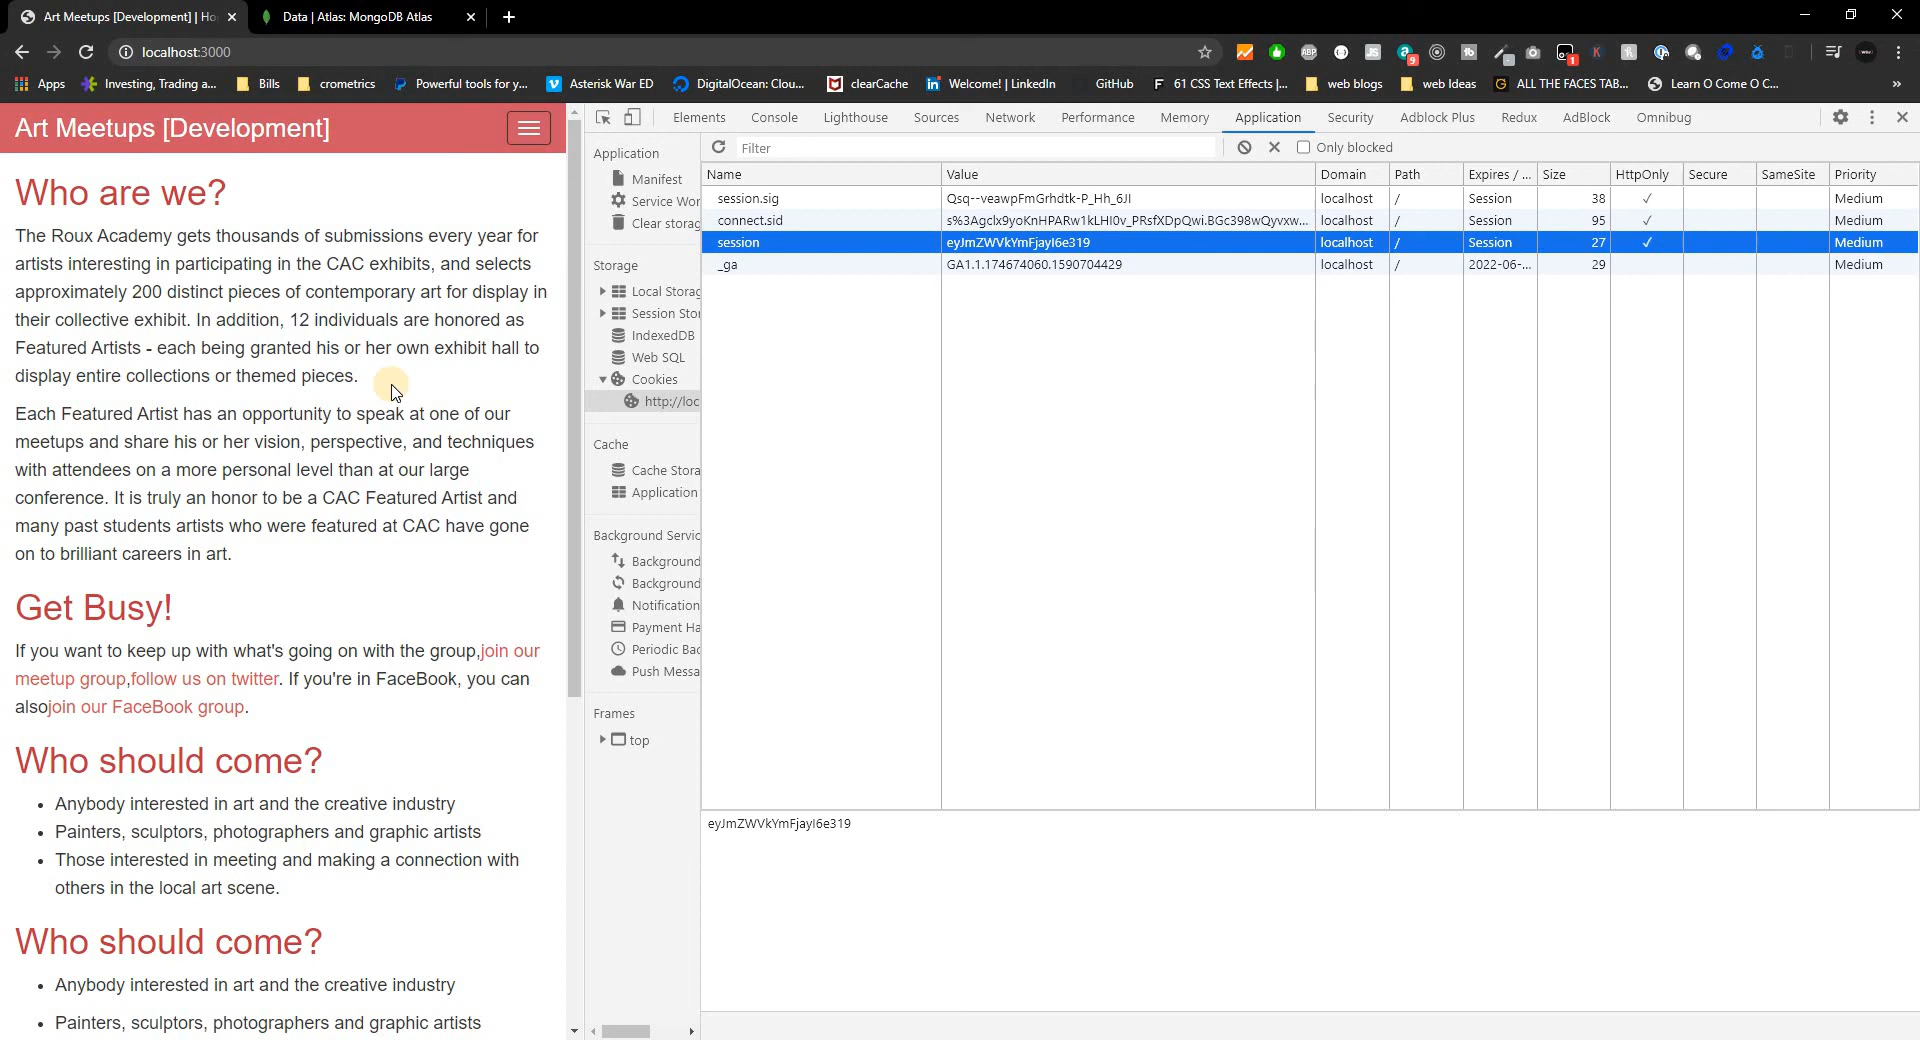 Art Meetups [Development] | Ho
Data | Atlas: MongoDB Atlas
localhost:3000
Apps
Investing, Trading a...
Bills
crometrics
Powerful tools for y...
Asterisk War ED
DigitalOcean: Clou...
clearCache
Welcome! | LinkedIn
GitHub
61 CSS Text Effects |...
web blogs
web Ideas
ALL THE FACES TAB...
Learn O Come O C...
Art Meetups [Development]
Who are we?
The Roux Academy gets thousands of submissions every year for
artists interesting in participating in the CAC exhibits, and selects
approximately 200 distinct pieces of contemporary art for display in
their collective exhibit. In addition, 12 individuals are honored as
Featured Artists - each being granted his or her own exhibit hall to
display entire collections or themed pieces.
Each Featured Artist has an opportunity to speak at one of our
meetups and share his or her vision, perspective, and techniques
with attendees on a more personal level than at our large
conference. It is truly an honor to be a CAC Featured Artist and
many past students artists who were featured at CAC have gone
on to brilliant careers in art.
Get Busy!
If you want to keep up with what's going on with the group,join our
meetup group,follow us on twitter. If you're in FaceBook, you can
alsojoin our FaceBook group.
Who should come?
• Anybody interested in art and the creative industry
• Painters, sculptors, photographers and graphic artists
• Those interested in meeting and making a connection with
others in the local art scene.
Who should come?
• Anybody interested in art and the creative industry
• Painters, sculptors, photographers and graphic artists
Elements Console Lighthouse Sources Network Performance Memory Application Security Adblock Plus Redux AdBlock Omnibug
Application
Manifest
Service Wor
Clear storag
Storage
Local Storag
Session Stor
IndexedDB
Web SQL
Cookies
http://loc
Cache
Cache Stora
Application
Background Servic
Background
Background
Notification
Payment Ha
Periodic Bac
Push Messa
Frames
top
Filter
Only blocked
Name Value Domain Path Expires / ... Size HttpOnly Secure SameSite Priority
session.sig Qsq--veawpFmGrhdtk-P_Hh_6JI localhost / Session 38 ✓ Medium
connect.sid s%3Agclx9yoKnHPARw1kLHI0v_PRsfXDpQwi.BGc398wQyvxw... localhost / Session 95 ✓ Medium
session eyJmZWVkYmFjayI6e319 localhost / Session 27 ✓ Medium
_ga GA1.1.174674060.1590704429 localhost / 2022-06-... 29 Medium
eyJmZWVkYmFjayI6e319